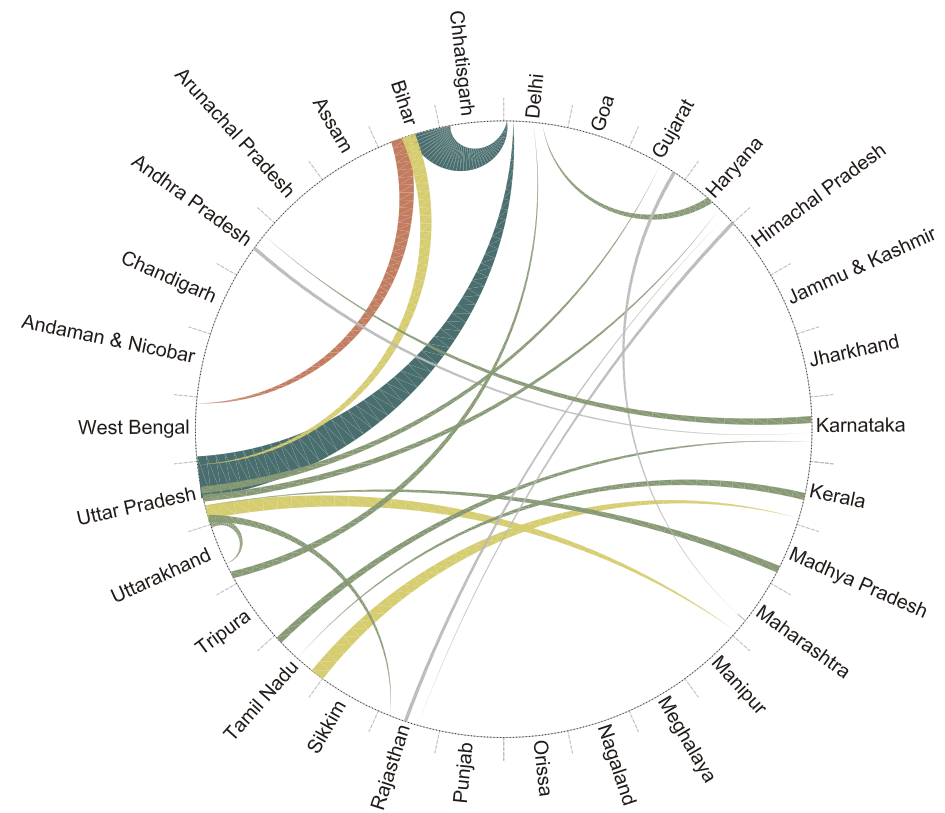 Chhatisgarh
Delhi
Goa
Gujarat
Haryana
Himachal Pradesh
Jammu & Kashmir
Jharkhand
Karnataka
Kerala
Madhya Pradesh
Maharashtra
Manipur
Meghalaya
Nagaland
Orissa
Punjab
Rajasthan
Sikkim
Tamil Nadu
Tripura
Uttarakhand
Uttar Pradesh
West Bengal
Andaman & Nicobar
Chandigarh
Andhra Pradesh
Arunachal Pradesh
Assam
Bihar